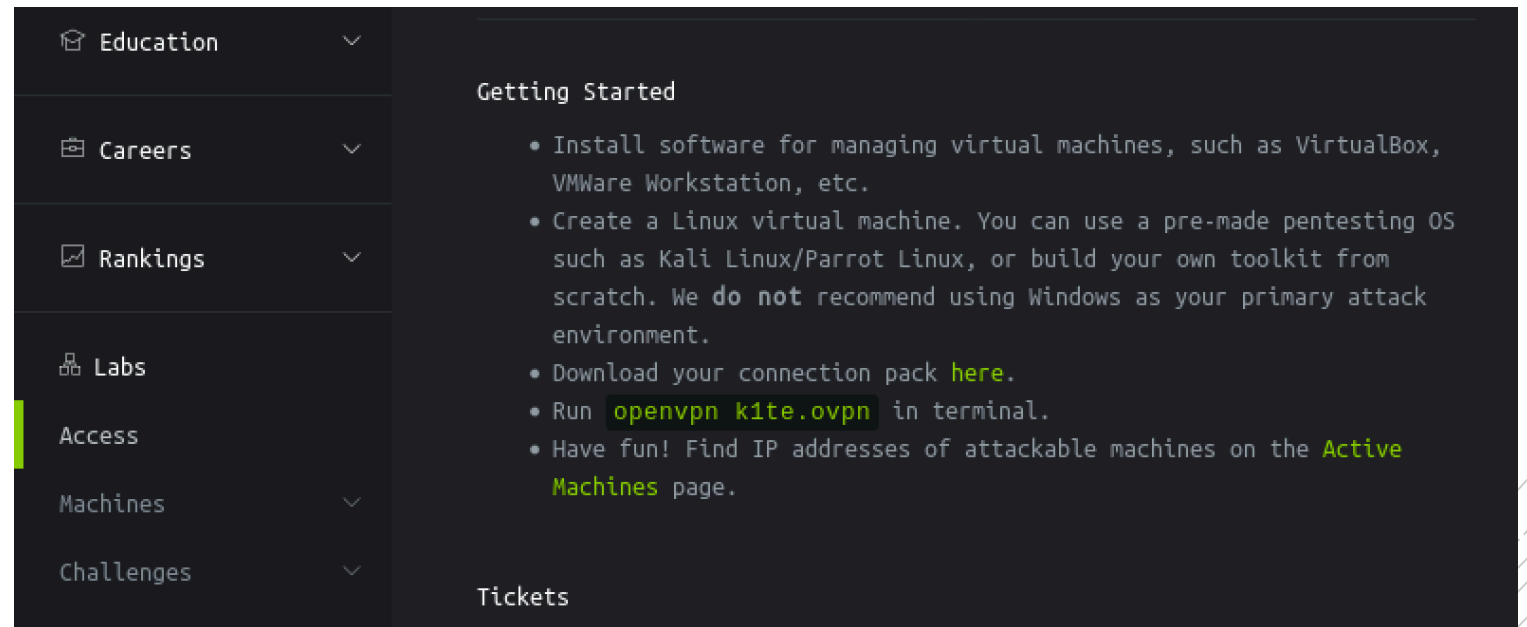 Education
Careers
Rankings
Labs
Access
Machines
Challenges
Getting Started
• Install software for managing virtual machines, such as VirtualBox,
VMWare Workstation, etc.
• Create a Linux virtual machine. You can use a pre-made pentesting OS
such as Kali Linux/Parrot Linux, or build your own toolkit from
scratch. We do not recommend using Windows as your primary attack
environment.
• Download your connection pack here.
• Run openvpn k1te.ovpn in terminal.
• Have fun! Find IP addresses of attackable machines on the Active
Machines page.
Tickets